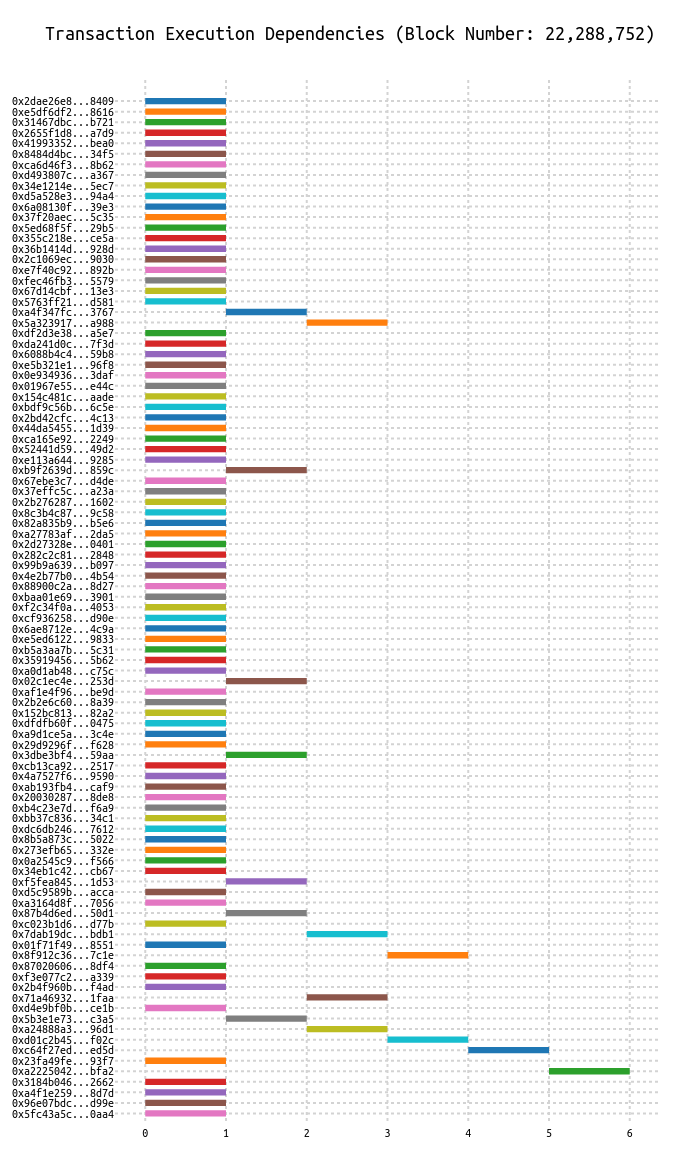 Transaction Execution Dependencies (Block Number: 22,288,752)
0x2dae26e8...8409
0xe5df6df2...8616
0x31467dbc...b721
0x2655f1d8...a7d9
0x41993352...bea0
0x8484d4bc...34f5
0xca6d46f3...8b62
0xd493807c...a367
0x34e1214e...5ec7
0xd5a528e3...94a4
0x6a08130f...39e3
0x37f20aec...5c35
0x5ed68f5f...29b5
0x355c218e...ce5a
0x36b1414d...928d
0x2c1069ec...9030
0xe7f40c92...892b
0xfec46fb3...5579
0x67d14cbf...13e3
0x5763ff21...d581
0xa4f347fc...3767
0x5a323917...a988
0xdf2d3e38...a5e7
0xda241d0c...7f3d
0x6088b4c4...59b8
0xe5b321e1...96f8
0x0e934936...3daf
0x01967e55...e44c
0x154c481c...aade
0xbdf9c56b...6c5e
0x2bd42cfc...4c13
0x44da5455...1d39
0xca165e92...2249
0x52441d59...49d2
0xe113a644...9285
0xb9f2639d...859c
0x67ebe3c7...d4de
0x37effc5c...a23a
0x2b276287...1602
0x8c3b4c87...9c58
0x82a835b9...b5e6
0xa27783af...2da5
0x2d27328e...0401
0x282c2c81...2848
0x99b9a639...b097
0x4e2b77b0...4b54
0x88900c2a...8d27
0xbaa01e69...3901
0xf2c34f0a...4053
0xcf936258...d90e
0x6ae8712e...4c9a
0xe5ed6122...9833
0xb5a3aa7b...5c31
0x35919456...5b62
0xa0d1ab48...c75c
0x02c1ec4e...253d
0xaf1e4f96...be9d
0x2b2e6c60...8a39
0x152bc813...82a2
0xdfdfb60f...0475
0xa9d1ce5a...3c4e
0x29d9296f...f628
0x3dbe3bf4...59aa
0xcb13ca92...2517
0x4a7527f6...9590
0xab193fb4...caf9
0x20030287...8de8
0xb4c23e7d...f6a9
0xbb37c836...34c1
0xdc6db246...7612
0x8b5a873c...5022
0x273efb65...332e
0x0a2545c9...f566
0x34eb1c42...cb67
0xf5fea845...1d53
0xd5c9589b...acca
0xa3164d8f...7056
0x87b4d6ed...50d1
0xc023b1d6...d77b
0x7dab19dc...bdb1
0x01f71f49...8551
0x8f912c36...7c1e
0x87020606...8df4
0xf3e077c2...a339
0x2b4f960b...f4ad
0x71a46932...1faa
0xd4e9bf0b...ce1b
0x5b3e1e73...c3a5
0xa24888a3...96d1
0xd01c2b45...f02c
0xc64f27ed...ed5d
0x23fa49fe...93f7
0xa2225042...bfa2
0x3184b046...2662
0xa4f1e259...8d7d
0x96e07bdc...d99e
0x5fc43a5c...0aa4
0 1 2 3 4 5 6